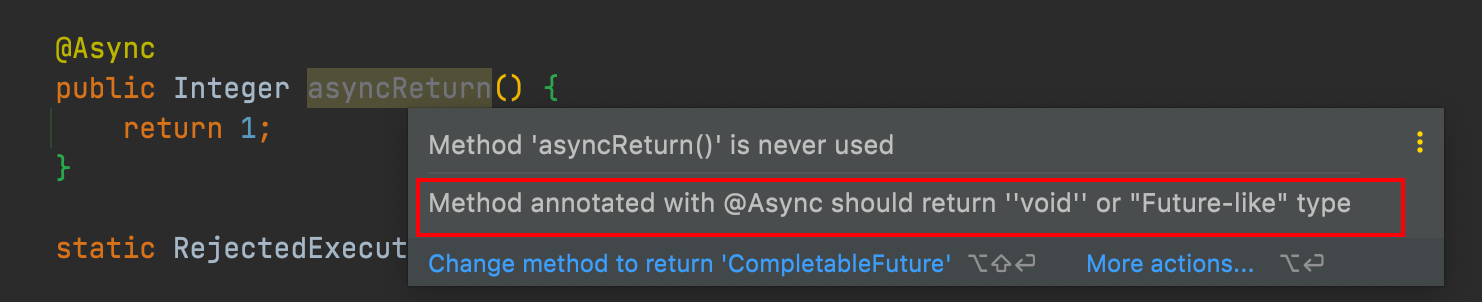 @Async
public Integer asyncReturn() {
return 1;
Method 'asyncReturn()' is never used
}
Method annotated with @Async should return ''void'' or "Future-like" type
static RejectedExecut
Change method to return 'CompletableFuture' ⌥⇧⏎ More actions... ⌥⏎